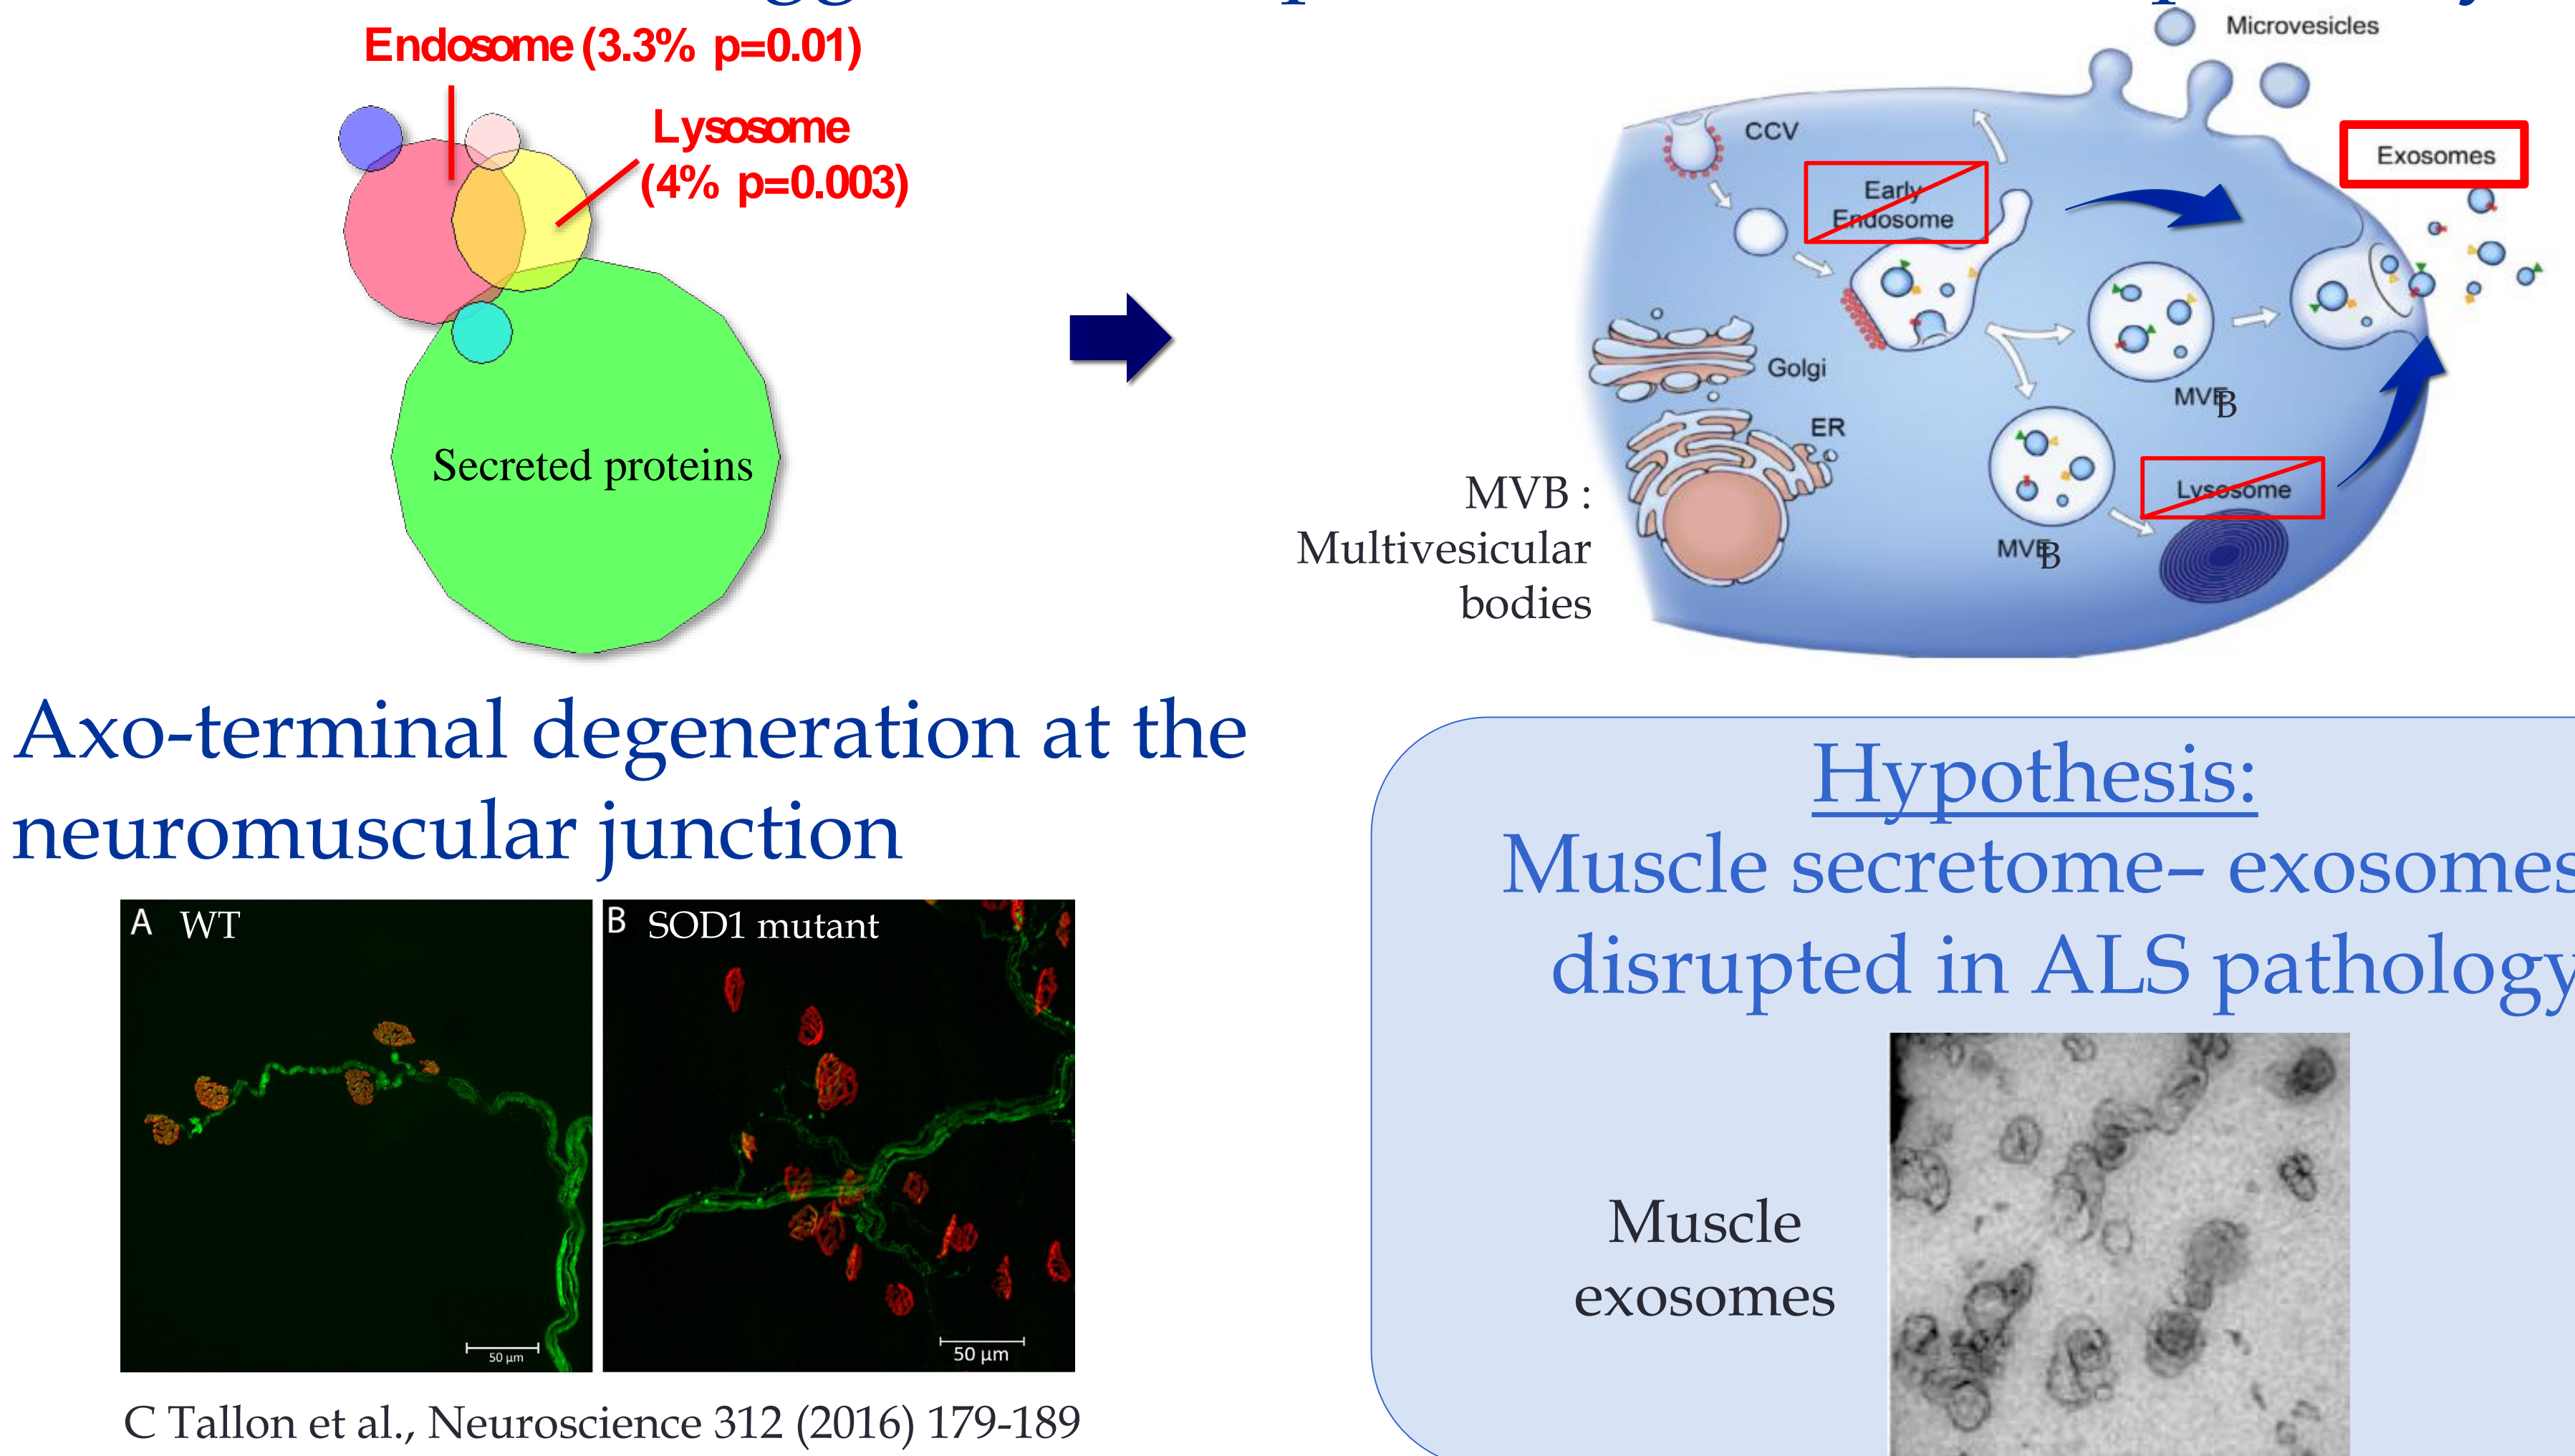 Endosome (3.3% p=0.01)
Lysosome
(4% p=0.003)
Secreted proteins
Microvesicles
CCV
Exosomes
Early
Endosome
Golgi
MVB
ER
MVB :
Multivesicular
bodies
Lysosome
MVB
Axo-terminal degeneration at the
neuromuscular junction
A WT
B SOD1 mutant
50 µm
50 µm
C Tallon et al., Neuroscience 312 (2016) 179-189
Hypothesis:
Muscle secretome– exosomes
disrupted in ALS pathology
Muscle
exosomes